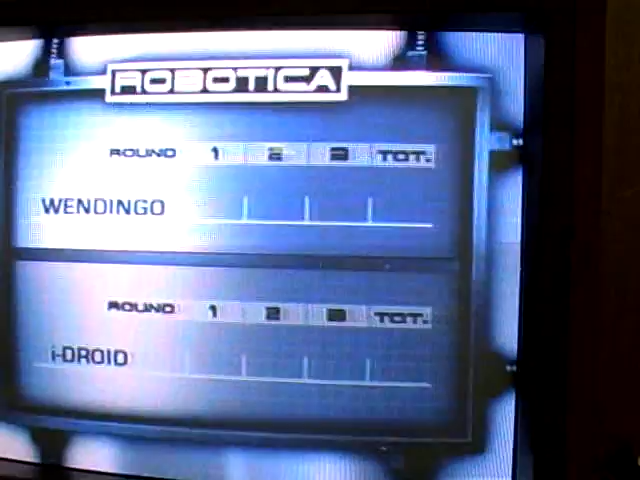 ROBOTICA
ROUND 1 2 3 TOT.
WENDINGO
ROUND 1 2 3 TOT.
i-DROID